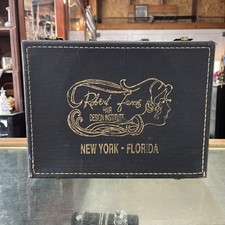 Robert Fiance
HAIR
DESIGN INSTITUTE
NEW YORK - FLORIDA